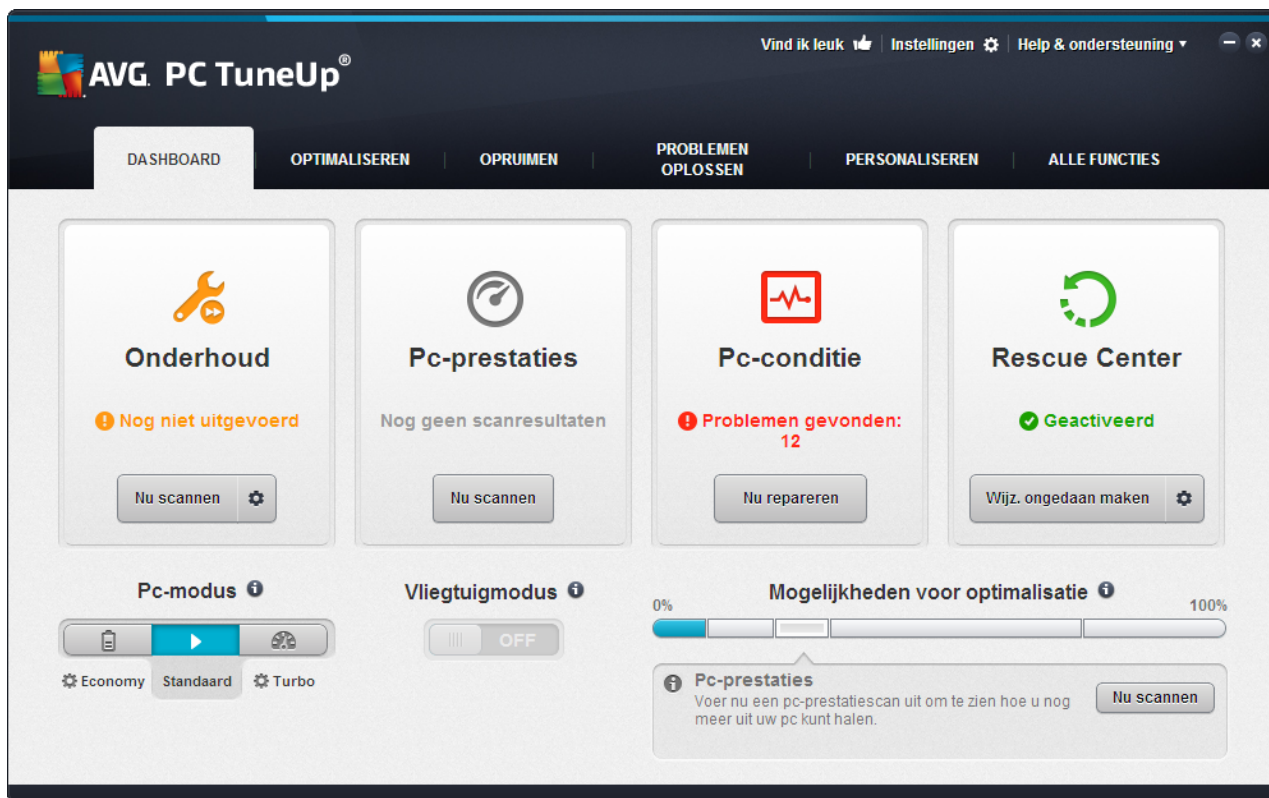 Vind ik leuk Instellingen Help & ondersteuning
AVG. PC TuneUp®
DASHBOARD OPTIMALISEREN OPRUIMEN PROBLEMEN OPLOSSEN PERSONALISEREN ALLE FUNCTIES
Onderhoud
Nog niet uitgevoerd
Nu scannen
Pc-prestaties
Nog geen scanresultaten
Nu scannen
Pc-conditie
Problemen gevonden:
12
Nu repareren
Rescue Center
Geactiveerd
Wijz. ongedaan maken
Pc-modus
Economy Standaard Turbo
Vliegtuigmodus
OFF
Mogelijkheden voor optimalisatie
0% 100%
Pc-prestaties
Voer nu een pc-prestatiescan uit om te zien hoe u nog
meer uit uw pc kunt halen.
Nu scannen